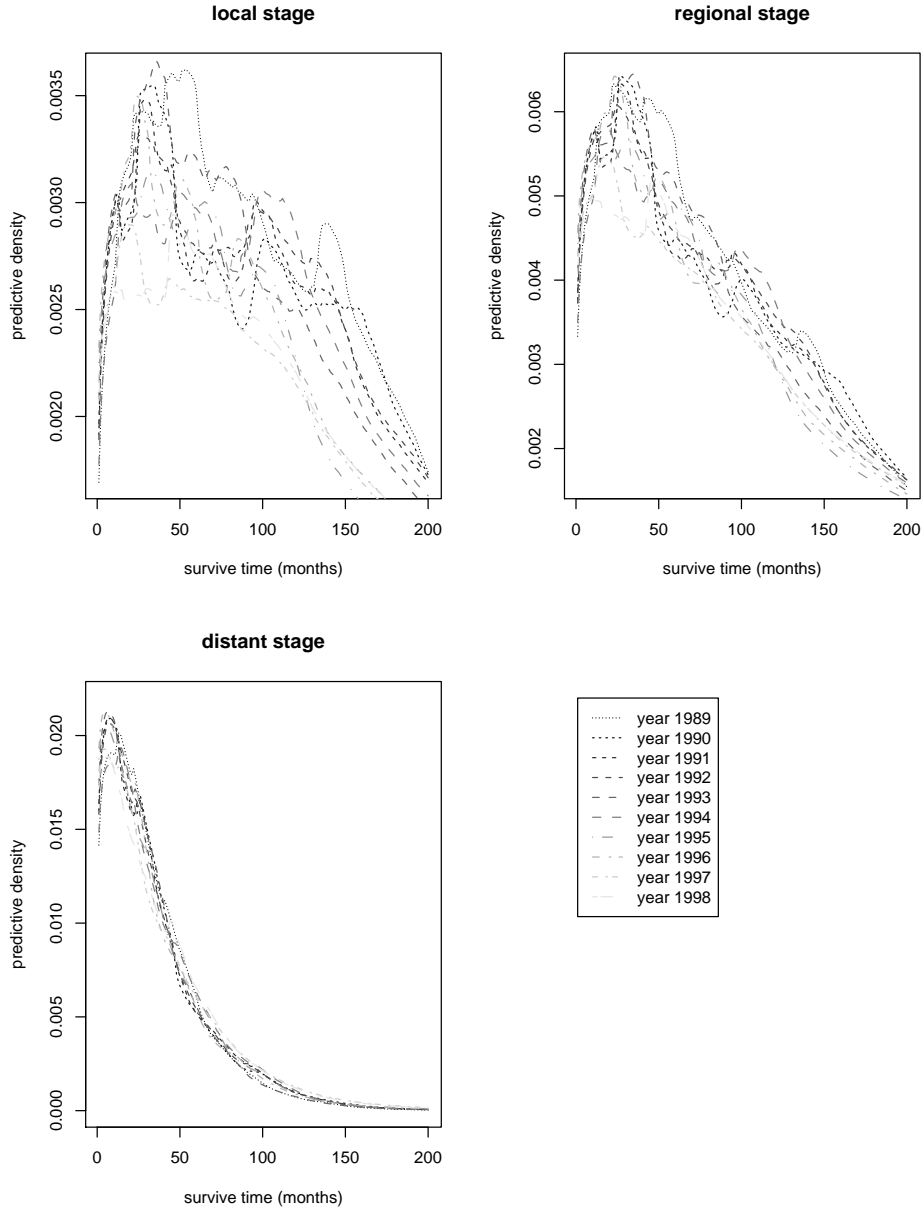 local stage
predictive density
0.0020 0.0025 0.0030 0.0035
0 50 100 150 200
survive time (months)
regional stage
predictive density
0.002 0.003 0.004 0.005 0.006
0 50 100 150 200
survive time (months)
distant stage
predictive density
0.000 0.005 0.010 0.015 0.020
0 50 100 150 200
survive time (months)
year 1989
year 1990
year 1991
year 1992
year 1993
year 1994
year 1995
year 1996
year 1997
year 1998